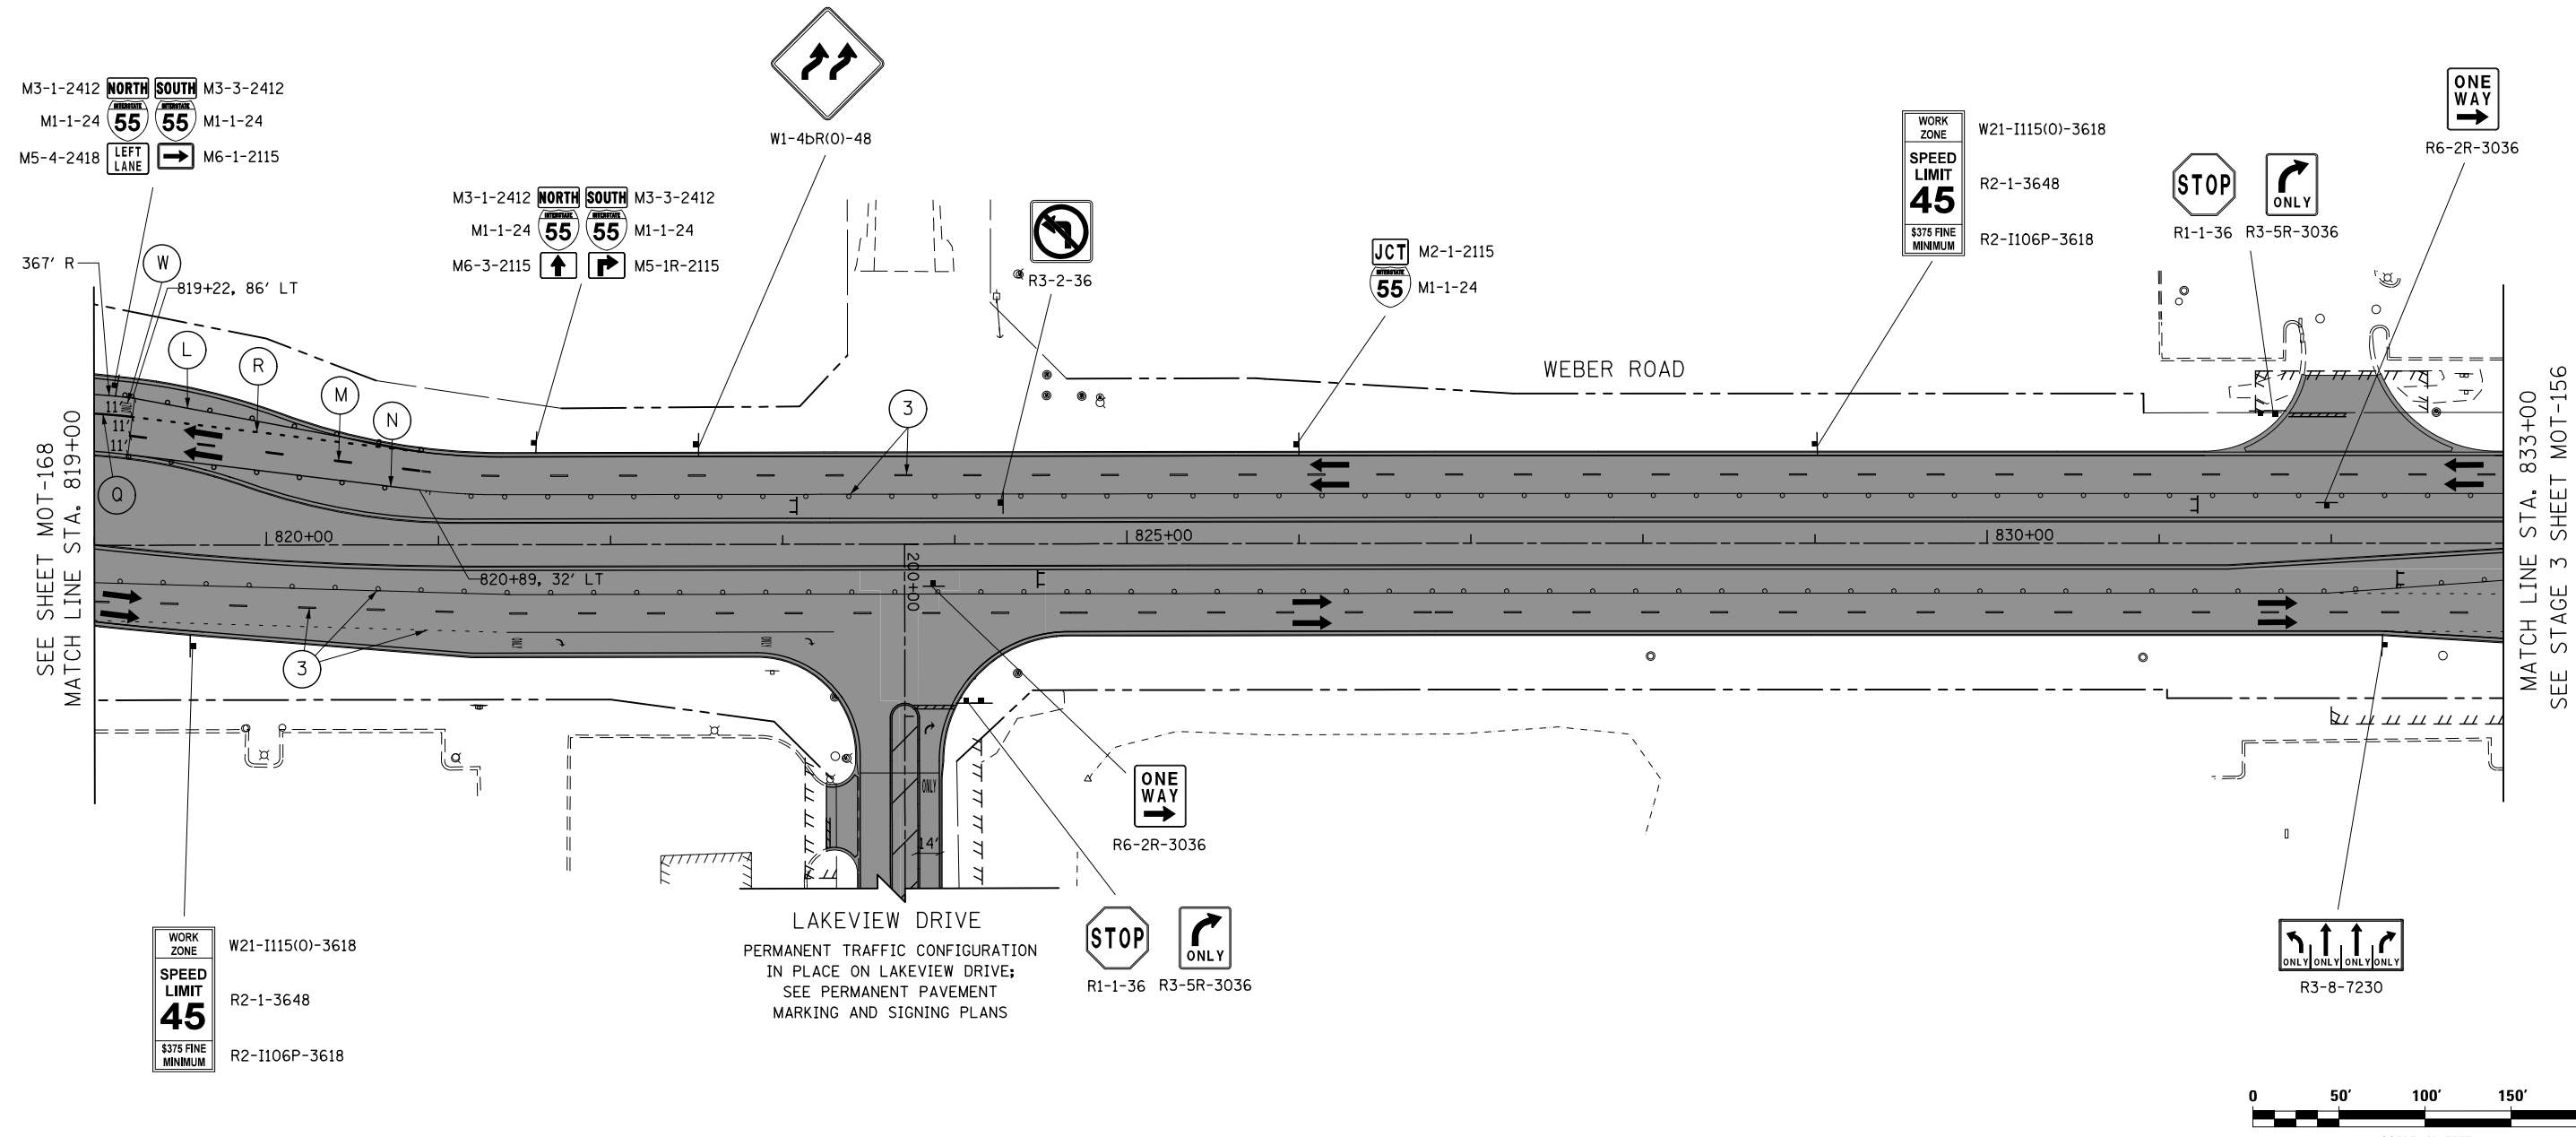 M3-1-2412 NORTH SOUTH M3-3-2412
M1-1-24 INTERSTATE 55 INTERSTATE 55 M1-1-24
M5-4-2418 LEFT LANE M6-1-2115
M3-1-2412 NORTH SOUTH M3-3-2412
M1-1-24 INTERSTATE 55 INTERSTATE 55 M1-1-24
M6-3-2115 M5-1R-2115
W1-4bR(O)-48
R3-2-36
JCT M2-1-2115
INTERSTATE 55 M1-1-24
WORK ZONE W21-I115(O)-3618
SPEED LIMIT 45 R2-1-3648
$375 FINE MINIMUM R2-I106P-3618
STOP
R1-1-36
ONLY
R3-5R-3036
ONE WAY
R6-2R-3036
367' R
W
819+22, 86' LT
L
R
M
N
Q
11'
11'
11'
ONLY
3
WEBER ROAD
SEE SHEET MOT-168
MATCH LINE STA. 819+00
MATCH LINE STA. 833+00
SEE STAGE 3 SHEET MOT-156
820+00
825+00
830+00
820+89, 32' LT
200+00
3
ONLY
ONLY
ONLY
14'
ONE WAY
R6-2R-3036
STOP
R1-1-36
ONLY
R3-5R-3036
LAKEVIEW DRIVE
PERMANENT TRAFFIC CONFIGURATION
IN PLACE ON LAKEVIEW DRIVE;
SEE PERMANENT PAVEMENT
MARKING AND SIGNING PLANS
WORK ZONE W21-I115(O)-3618
SPEED LIMIT 45 R2-1-3648
$375 FINE MINIMUM R2-I106P-3618
ONLY ONLY ONLY ONLY
R3-8-7230
0 50' 100' 150'